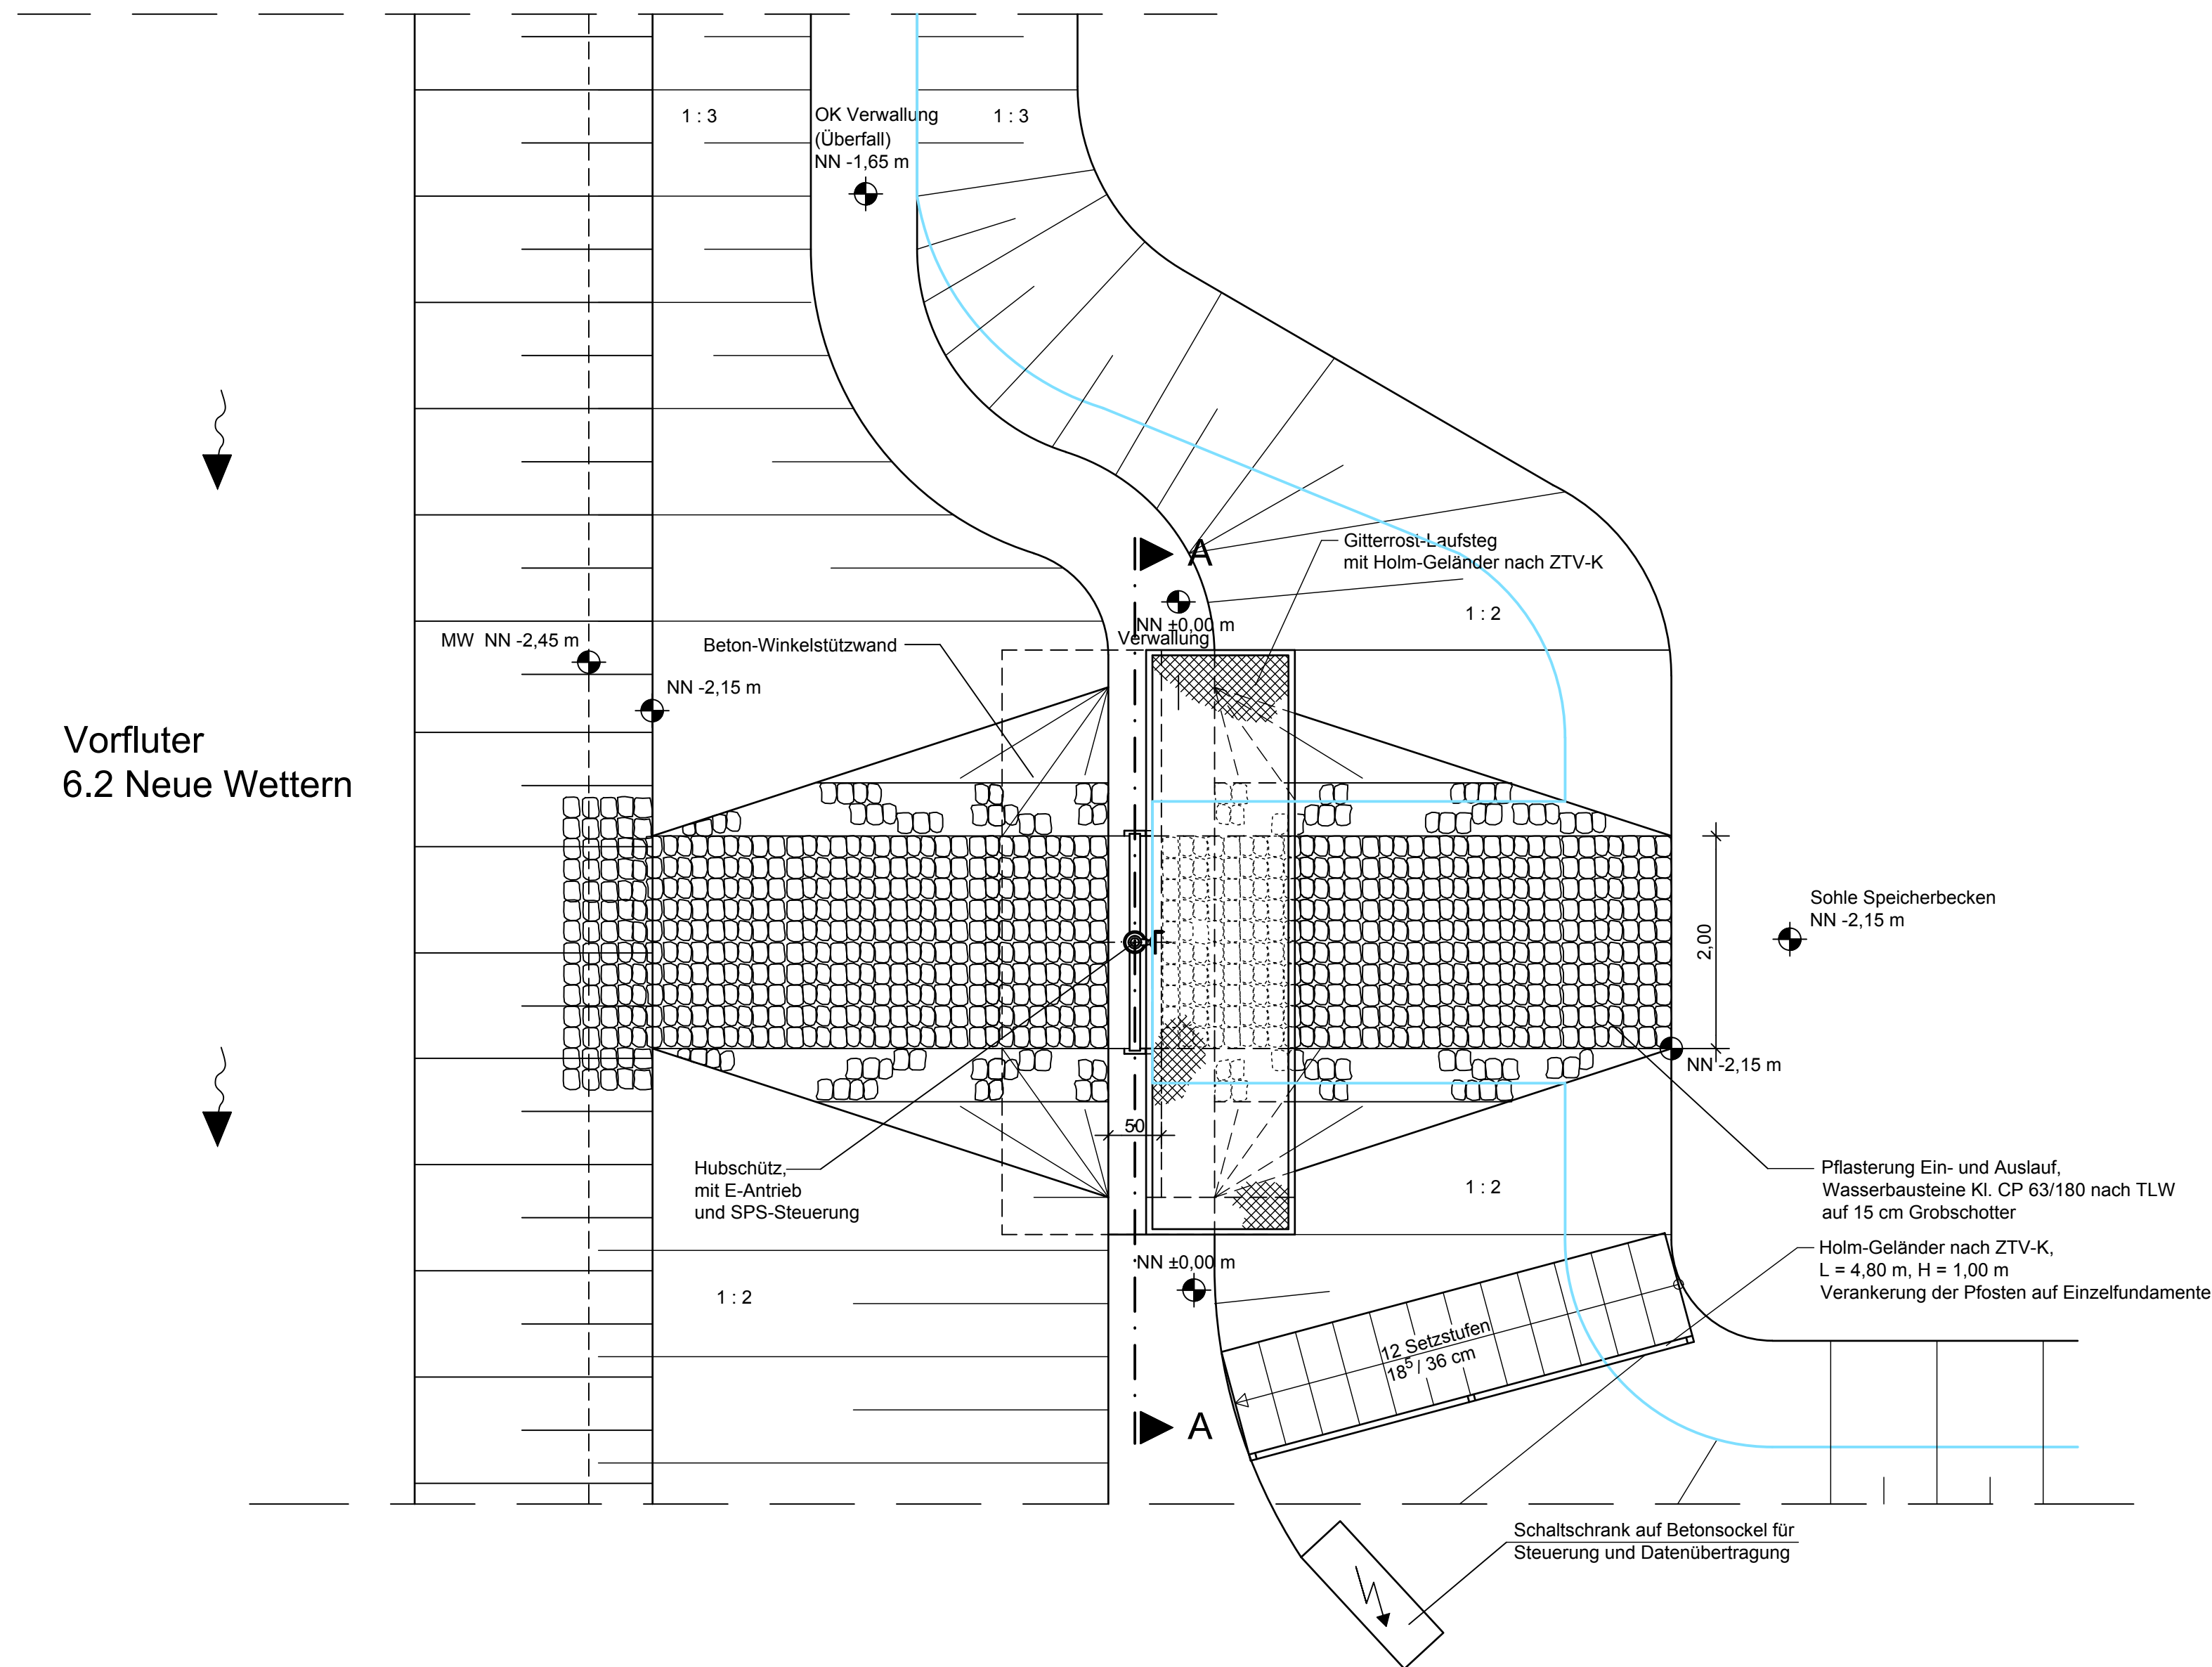 1 : 3
OK Verwallung
(Überfall)
NN -1,65 m
1 : 3
A
Gitterrost-Laufsteg
mit Holm-Geländer nach ZTV-K
1 : 2
NN ±0,00 m
Verwallung
MW NN -2,45 m
Beton-Winkelstützwand
NN -2,15 m
Vorfluter
6.2 Neue Wettern
Sohle Speicherbecken
NN -2,15 m
2,00
NN -2,15 m
50
Hubschütz,
mit E-Antrieb
und SPS-Steuerung
1 : 2
Pflasterung Ein- und Auslauf,
Wasserbausteine Kl. CP 63/180 nach TLW
auf 15 cm Grobschotter
Holm-Geländer nach ZTV-K,
L = 4,80 m, H = 1,00 m
Verankerung der Pfosten auf Einzelfundamente
NN ±0,00 m
1 : 2
12 Setzstufen
18⁵ / 36 cm
A
Schaltschrank auf Betonsockel für
Steuerung und Datenübertragung